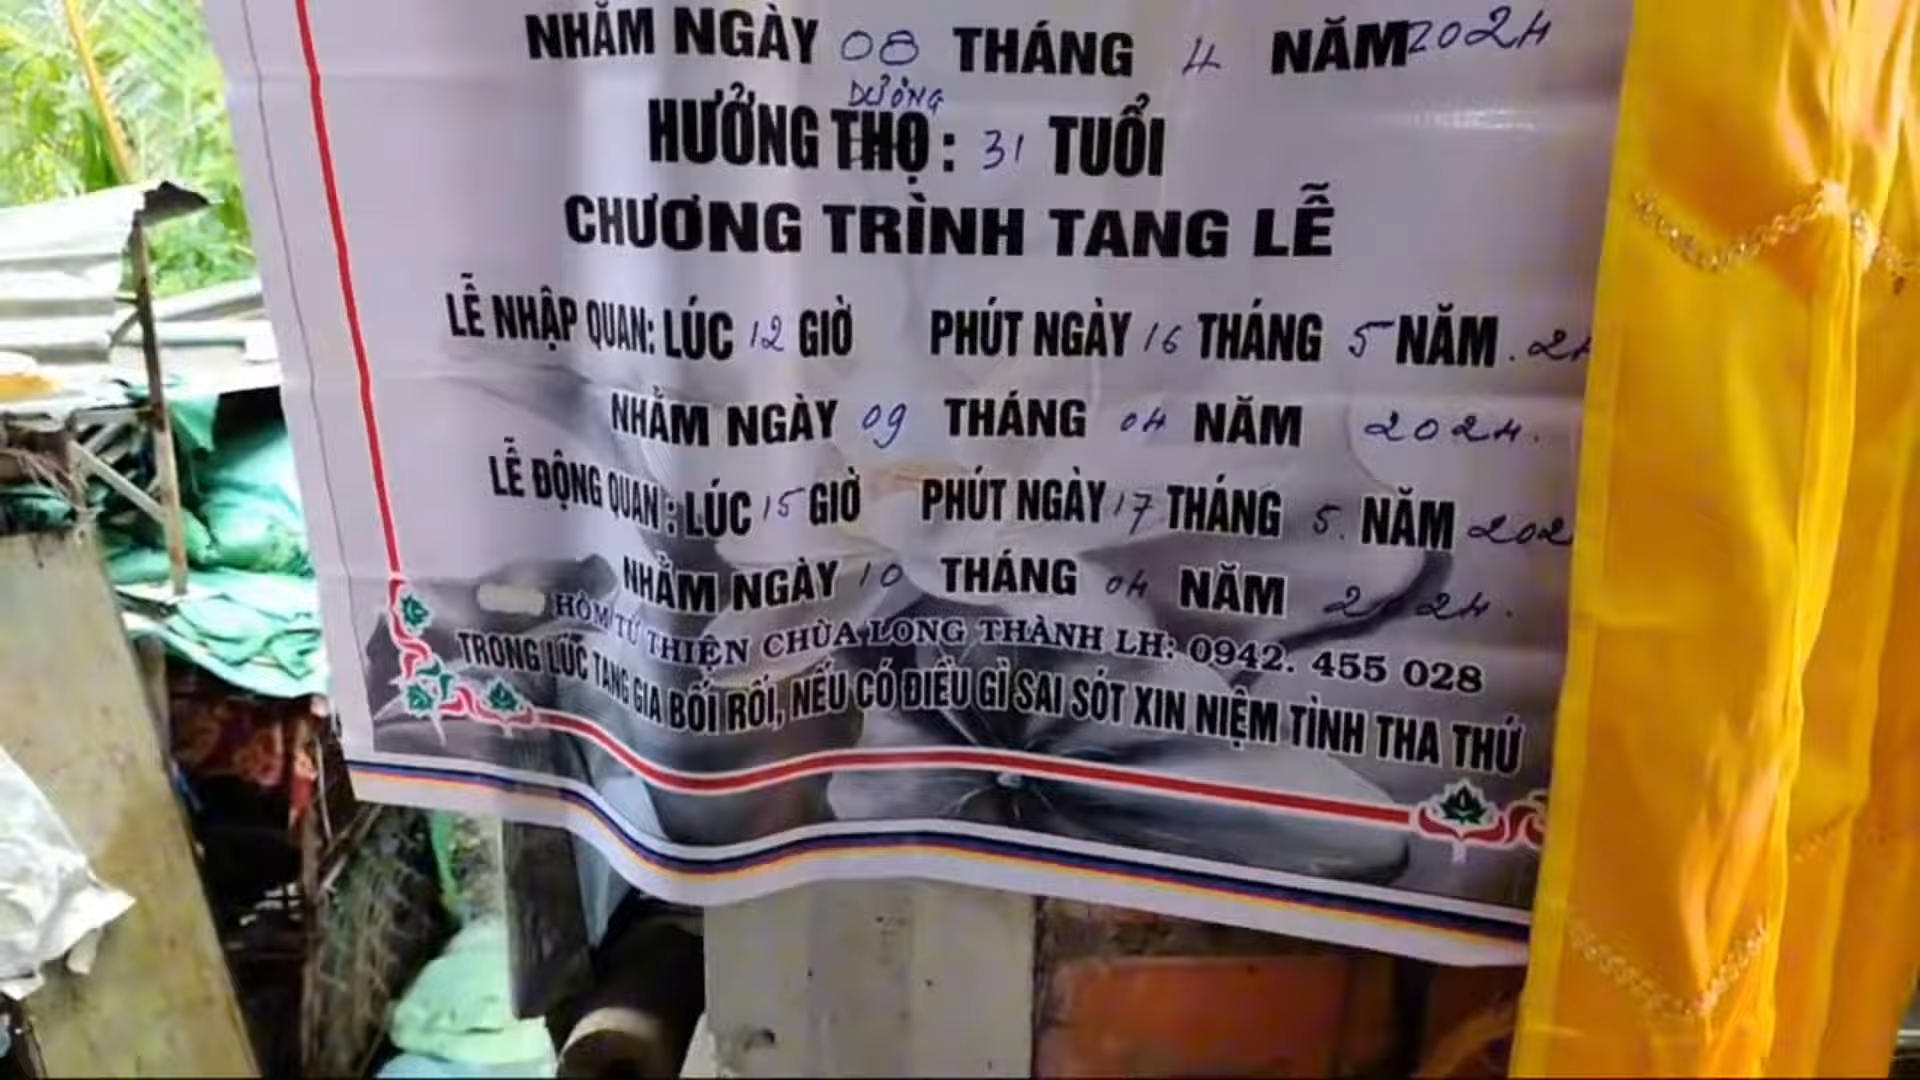 NHẰM NGÀY 08 THÁNG 4 NĂM 2024
DƯƠNG
HƯỞNG THỌ: 31 TUỔI
CHƯƠNG TRÌNH TANG LỄ
LỄ NHẬP QUAN: LÚC 12 GIỜ PHÚT NGÀY 16 THÁNG 5 NĂM . 24
NHẰM NGÀY 09 THÁNG 04 NĂM 2024.
LỄ ĐỘNG QUAN: LÚC 15 GIỜ PHÚT NGÀY 17 THÁNG 5. NĂM 202
NHẰM NGÀY 10 THÁNG 04 NĂM 2024.
HÒM TỪ THIỆN CHÙA LONG THÀNH LH: 0942. 455 028
TRONG LÚC TANG GIA BỐI RỐI, NẾU CÓ ĐIỀU GÌ SAI SÓT XIN NIỆM TÌNH THA THỨ